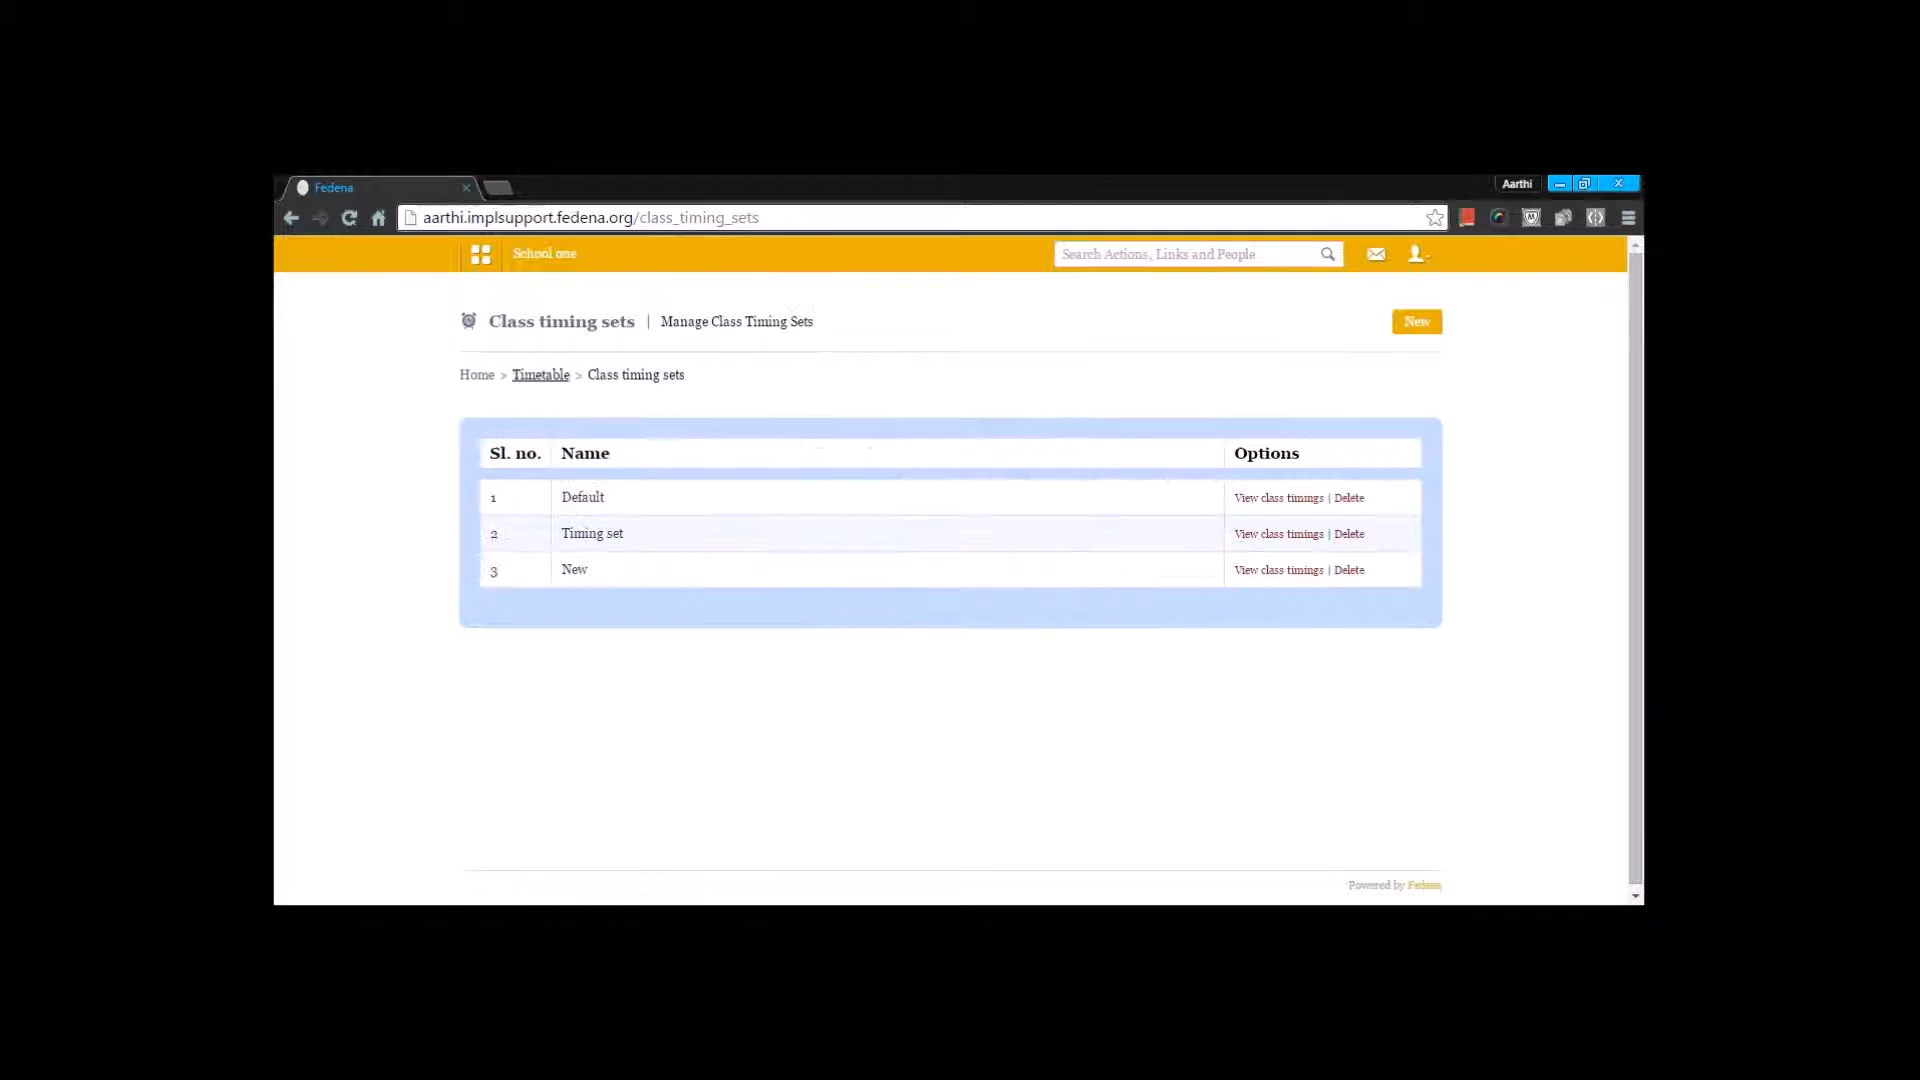 Fedena
Aarthi
aarthi.implsupport.fedena.org/class_timing_sets
School one
Search Actions, Links and People
Class timing sets | Manage Class Timing Sets
New
Home > Timetable > Class timing sets
Sl. no. Name Options
1 Default View class timings | Delete
2 Timing set View class timings | Delete
3 New View class timings | Delete
Powered by Fedena